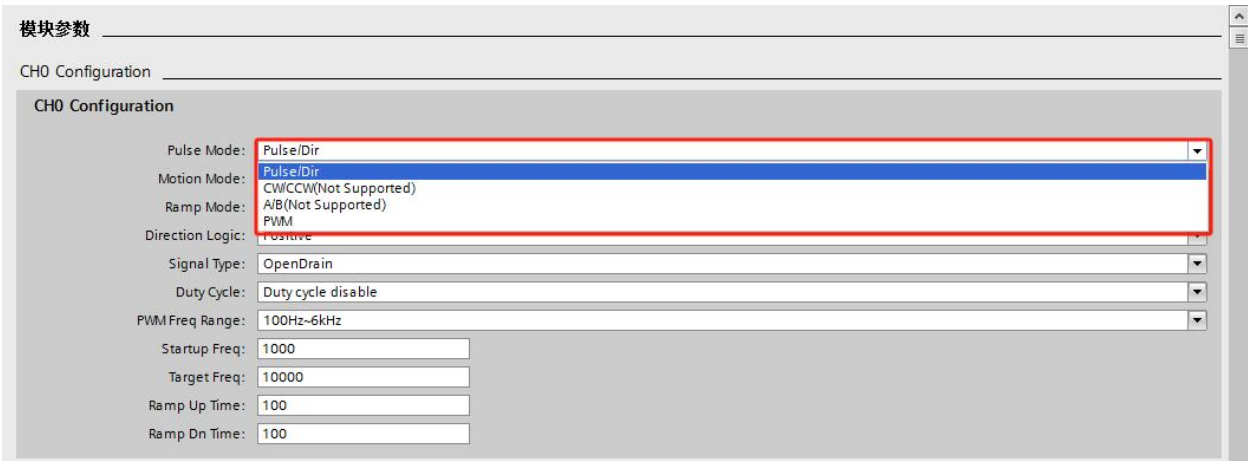 模块参数
CH0 Configuration
CH0 Configuration
Pulse Mode: Pulse/Dir
Pulse/Dir
Motion Mode:
CW/CCW(Not Supported)
Ramp Mode: A/B(Not Supported)
PWM
Direction Logic: Positive
Signal Type: OpenDrain
Duty Cycle: Duty cycle disable
PWM Freq Range: 100Hz~6kHz
Startup Freq: 1000
Target Freq: 10000
Ramp Up Time: 100
Ramp Dn Time: 100